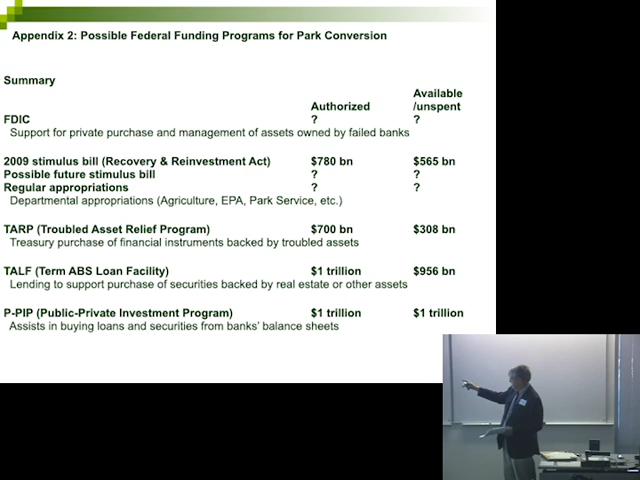 Appendix 2: Possible Federal Funding Programs for Park Conversion
Summary
Available
Authorized /unspent
FDIC ? ?
Support for private purchase and management of assets owned by failed banks
2009 stimulus bill (Recovery & Reinvestment Act) $780 bn $565 bn
Possible future stimulus bill ? ?
Regular appropriations ? ?
Departmental appropriations (Agriculture, EPA, Park Service, etc.)
TARP (Troubled Asset Relief Program) $700 bn $308 bn
Treasury purchase of financial instruments backed by troubled assets
TALF (Term ABS Loan Facility) $1 trillion $956 bn
Lending to support purchase of securities backed by real estate or other assets
P-PIP (Public-Private Investment Program) $1 trillion $1 trillion
Assists in buying loans and securities from banks' balance sheets